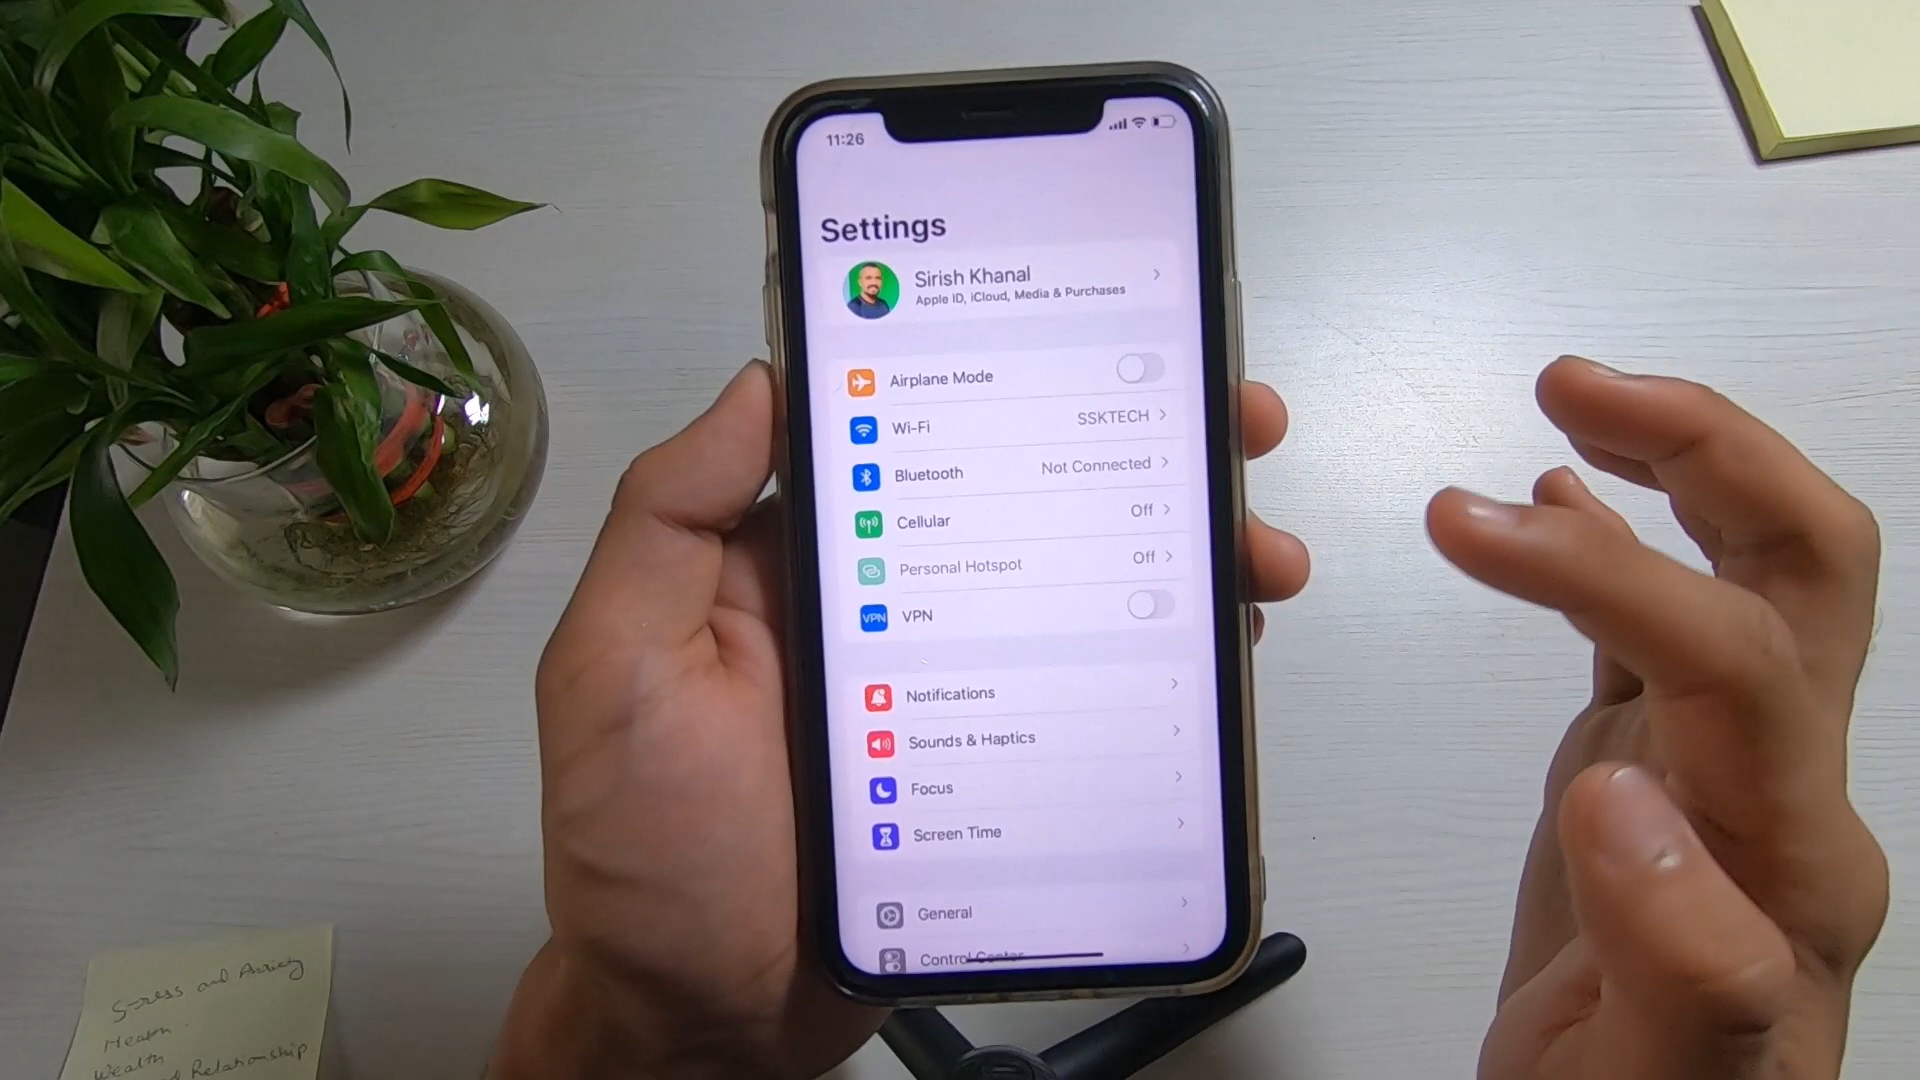 11:26
Settings
Sirish Khanal
Apple ID, iCloud, Media & Purchases
Airplane Mode
Wi-Fi SSKTECH
Bluetooth Not Connected
Cellular Off
Personal Hotspot Off
VPN VPN
Notifications
Sounds & Haptics
Focus
Screen Time
General
Control Center
Stress and Anxiety
Health
Wealth
Relationship